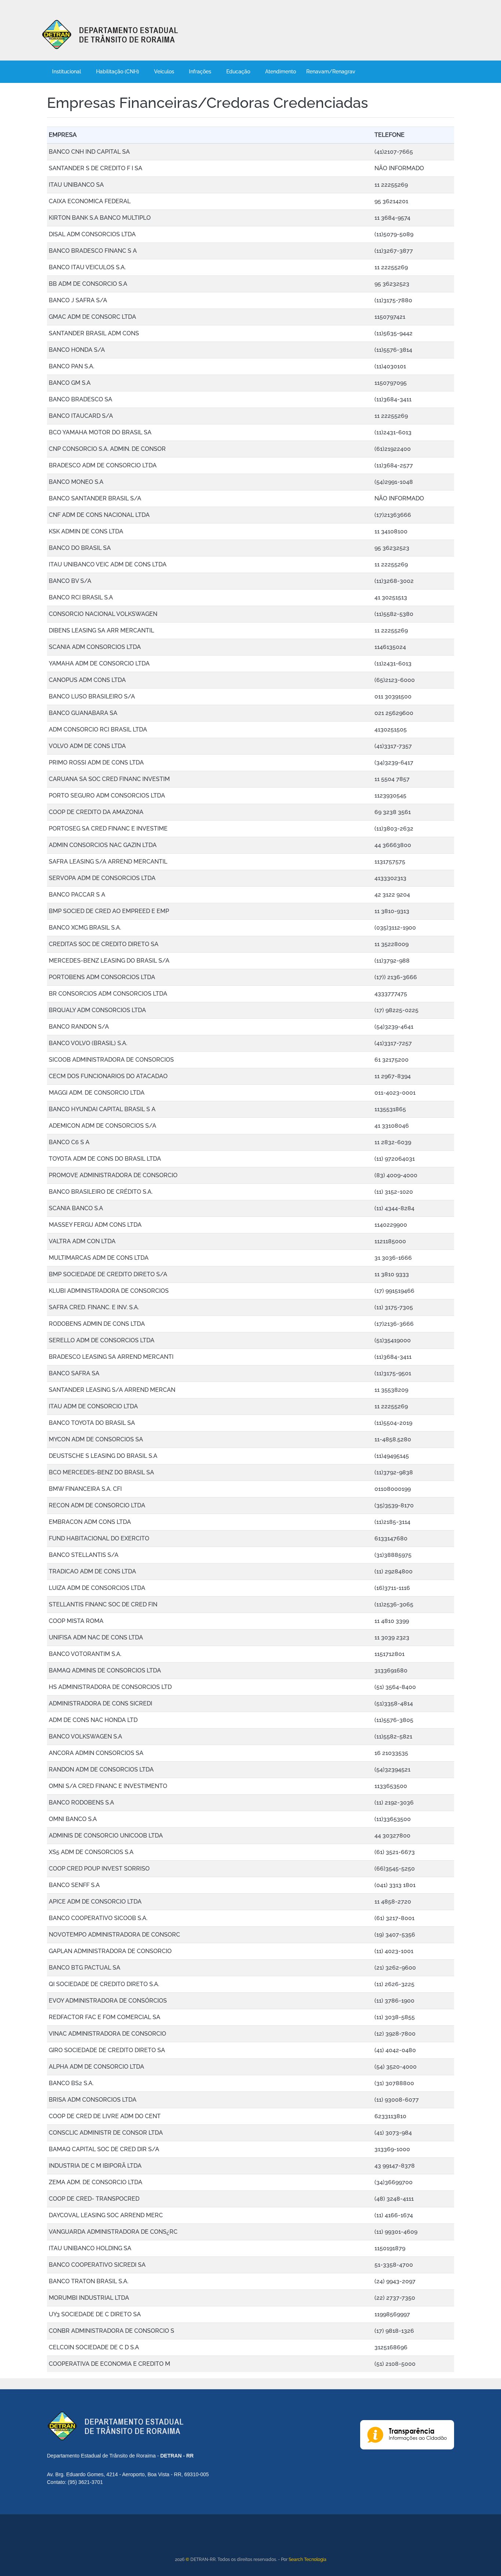 DEPARTAMENTO ESTADUAL
DE TRÂNSITO DE RORAIMA
Institucional Habilitação (CNH) Veículos Infrações Educação Atendimento Renavam/Renagrav
Empresas Financeiras/Credoras Credenciadas
EMPRESA TELEFONE
BANCO CNH IND CAPITAL SA (41)2107-7665
SANTANDER S DE CREDITO F I SA NÃO INFORMADO
ITAU UNIBANCO SA 11 22255269
CAIXA ECONOMICA FEDERAL 95 36214201
KIRTON BANK S.A BANCO MULTIPLO 11 3684-9574
DISAL ADM CONSORCIOS LTDA (11)5079-5089
BANCO BRADESCO FINANC S A (11)3267-3877
BANCO ITAU VEICULOS S.A. 11 22255269
BB ADM DE CONSORCIO S.A 95 36232523
BANCO J SAFRA S/A (11)3175-7880
GMAC ADM DE CONSORC LTDA 1150797421
SANTANDER BRASIL ADM CONS (11)5635-9442
BANCO HONDA S/A (11)5576-3814
BANCO PAN S.A. (11)4030101
BANCO GM S.A 1150797095
BANCO BRADESCO SA (11)3684-3411
BANCO ITAUCARD S/A 11 22255269
BCO YAMAHA MOTOR DO BRASIL SA (11)2431-6013
CNP CONSORCIO S.A. ADMIN. DE CONSOR (61)21922400
BRADESCO ADM DE CONSORCIO LTDA (11)3684-2577
BANCO MONEO S.A (54)2991-1048
BANCO SANTANDER BRASIL S/A NÃO INFORMADO
CNF ADM DE CONS NACIONAL LTDA (17)21363666
KSK ADMIN DE CONS LTDA 11 34108100
BANCO DO BRASIL SA 95 36232523
ITAU UNIBANCO VEIC ADM DE CONS LTDA 11 22255269
BANCO BV S/A (11)3268-3002
BANCO RCI BRASIL S.A 41 30251513
CONSORCIO NACIONAL VOLKSWAGEN (11)5582-5380
DIBENS LEASING SA ARR MERCANTIL 11 22255269
SCANIA ADM CONSORCIOS LTDA 1146135024
YAMAHA ADM DE CONSORCIO LTDA (11)2431-6013
CANOPUS ADM CONS LTDA (65)2123-6000
BANCO LUSO BRASILEIRO S/A 011 30391500
BANCO GUANABARA SA 021 25629600
ADM CONSORCIO RCI BRASIL LTDA 4130251505
VOLVO ADM DE CONS LTDA (41)3317-7357
PRIMO ROSSI ADM DE CONS LTDA (34)3239-6417
CARUANA SA SOC CRED FINANC INVESTIM 11 5504 7857
PORTO SEGURO ADM CONSORCIOS LTDA 1123930545
COOP DE CREDITO DA AMAZONIA 69 3238 3561
PORTOSEG SA CRED FINANC E INVESTIME (11)3803-2632
ADMIN CONSORCIOS NAC GAZIN LTDA 44 36663800
SAFRA LEASING S/A ARREND MERCANTIL 1131757575
SERVOPA ADM DE CONSORCIOS LTDA 4133302313
BANCO PACCAR S A 42 3122 9204
BMP SOCIED DE CRED AO EMPREED E EMP 11 3810-9313
BANCO XCMG BRASIL S.A. (035)3112-1900
CREDITAS SOC DE CREDITO DIRETO SA 11 35228009
MERCEDES-BENZ LEASING DO BRASIL S/A (11)3792-988
PORTOBENS ADM CONSORCIOS LTDA (17)) 2136-3666
BR CONSORCIOS ADM CONSORCIOS LTDA 4333777475
BRQUALY ADM CONSORCIOS LTDA (17) 98225-0225
BANCO RANDON S/A (54)3239-4641
BANCO VOLVO (BRASIL) S.A. (41)3317-7257
SICOOB ADMINISTRADORA DE CONSORCIOS 61 32175200
CECM DOS FUNCIONARIOS DO ATACADAO 11 2967-8394
MAGGI ADM. DE CONSORCIO LTDA 011-4023-0001
BANCO HYUNDAI CAPITAL BRASIL S A 1135531865
ADEMICON ADM DE CONSORCIOS S/A 41 33108046
BANCO C6 S A 11 2832-6039
TOYOTA ADM DE CONS DO BRASIL LTDA (11) 972064031
PROMOVE ADMINISTRADORA DE CONSORCIO (83) 4009-4000
BANCO BRASILEIRO DE CRÉDITO S.A. (11) 3152-1020
SCANIA BANCO S.A (11) 4344-8284
MASSEY FERGU ADM CONS LTDA 1140229900
VALTRA ADM CON LTDA 1121185000
MULTIMARCAS ADM DE CONS LTDA 31 3036-1666
BMP SOCIEDADE DE CREDITO DIRETO S/A 11 3810 9333
KLUBI ADMINISTRADORA DE CONSORCIOS (17) 991519466
SAFRA CRED. FINANC. E INV. S.A. (11) 3175-7305
RODOBENS ADMIN DE CONS LTDA (17)2136-3666
SERELLO ADM DE CONSORCIOS LTDA (51)35419000
BRADESCO LEASING SA ARREND MERCANTI (11)3684-3411
BANCO SAFRA SA (11)3175-9501
SANTANDER LEASING S/A ARREND MERCAN 11 35538209
ITAU ADM DE CONSORCIO LTDA 11 22255269
BANCO TOYOTA DO BRASIL SA (11)5504-2019
MYCON ADM DE CONSORCIOS SA 11-4858.5280
DEUSTSCHE S LEASING DO BRASIL S.A (11)49495145
BCO MERCEDES-BENZ DO BRASIL SA (11)3792-9838
BMW FINANCEIRA S.A. CFI 01108000199
RECON ADM DE CONSORCIO LTDA (35)3539-8170
EMBRACON ADM CONS LTDA (11)2185-3114
FUND HABITACIONAL DO EXERCITO 6133147680
BANCO STELLANTIS S/A (31)38885975
TRADICAO ADM DE CONS LTDA (11) 29284800
LUIZA ADM DE CONSORCIOS LTDA (16)3711-1116
STELLANTIS FINANC SOC DE CRED FIN (11)2536-3065
COOP MISTA ROMA 11 4810 3399
UNIFISA ADM NAC DE CONS LTDA 11 3039 2323
BANCO VOTORANTIM S.A. 1151712801
BAMAQ ADMINIS DE CONSORCIOS LTDA 3133691680
HS ADMINISTRADORA DE CONSORCIOS LTD (51) 3564-6400
ADMINISTRADORA DE CONS SICREDI (51)3358-4814
ADM DE CONS NAC HONDA LTD (11)5576-3805
BANCO VOLKSWAGEN S.A (11)5582-5821
ANCORA ADMIN CONSORCIOS SA 16 21033535
RANDON ADM DE CONSORCIOS LTDA (54)32394521
OMNI S/A CRED FINANC E INVESTIMENTO 1133653500
BANCO RODOBENS S.A (11) 2192-3036
OMNI BANCO S.A (11)33653500
ADMINIS DE CONSORCIO UNICOOB LTDA 44 30327800
XS5 ADM DE CONSORCIOS S.A (61) 3521-6673
COOP CRED POUP INVEST SORRISO (66)3545-5250
BANCO SENFF S.A (041) 3313 1801
APICE ADM DE CONSORCIO LTDA 11 4858-2720
BANCO COOPERATIVO SICOOB S.A. (61) 3217-8001
NOVOTEMPO ADMINISTRADORA DE CONSORC (19) 3407-5356
GAPLAN ADMINISTRADORA DE CONSORCIO (11) 4023-1001
BANCO BTG PACTUAL SA (21) 3262-9600
QI SOCIEDADE DE CREDITO DIRETO S.A. (11) 2626-3225
EVOY ADMINISTRADORA DE CONSÓRCIOS (11) 3786-1900
REDFACTOR FAC E FOM COMERCIAL SA (11) 3038-5855
VINAC ADMINISTRADORA DE CONSORCIO (12) 3928-7800
GIRO SOCIEDADE DE CREDITO DIRETO SA (41) 4042-0480
ALPHA ADM DE CONSORCIO LTDA (54) 3520-4000
BANCO BS2 S.A. (31) 30788800
BRISA ADM CONSORCIOS LTDA (11) 93008-6077
COOP DE CRED DE LIVRE ADM DO CENT 6233113810
CONSCLIC ADMINISTR DE CONSOR LTDA (41) 3073-984
BAMAQ CAPITAL SOC DE CRED DIR S/A 313369-1000
INDUSTRIA DE C M IBIPORÃ LTDA 43 99147-8378
ZEMA ADM. DE CONSORCIO LTDA (34)36699700
COOP DE CRED- TRANSPOCRED (48) 3248-4111
DAYCOVAL LEASING SOC ARREND MERC (11) 4166-1674
VANGUARDA ADMINISTRADORA DE CONS¿RC (11) 99301-4609
ITAU UNIBANCO HOLDING SA 1150191879
BANCO COOPERATIVO SICREDI SA 51-3358-4700
BANCO TRATON BRASIL S.A. (24) 9943-2097
MORUMBI INDUSTRIAL LTDA (22) 2737-7350
UY3 SOCIEDADE DE C DIRETO SA 11998569997
CONBR ADMINISTRADORA DE CONSORCIO S (17) 9818-1326
CELCOIN SOCIEDADE DE C D S.A 3125168696
COOPERATIVA DE ECONOMIA E CREDITO M (51) 2108-5000
DEPARTAMENTO ESTADUAL
DE TRÂNSITO DE RORAIMA
Transparência
Informações ao Cidadão
Departamento Estadual de Trânsito de Roraima - DETRAN - RR
Av. Brg. Eduardo Gomes, 4214 - Aeroporto, Boa Vista - RR, 69310-005
Contato: (95) 3621-3701
2026 © DETRAN-RR. Todos os direitos reservados. - Por Search Tecnologia